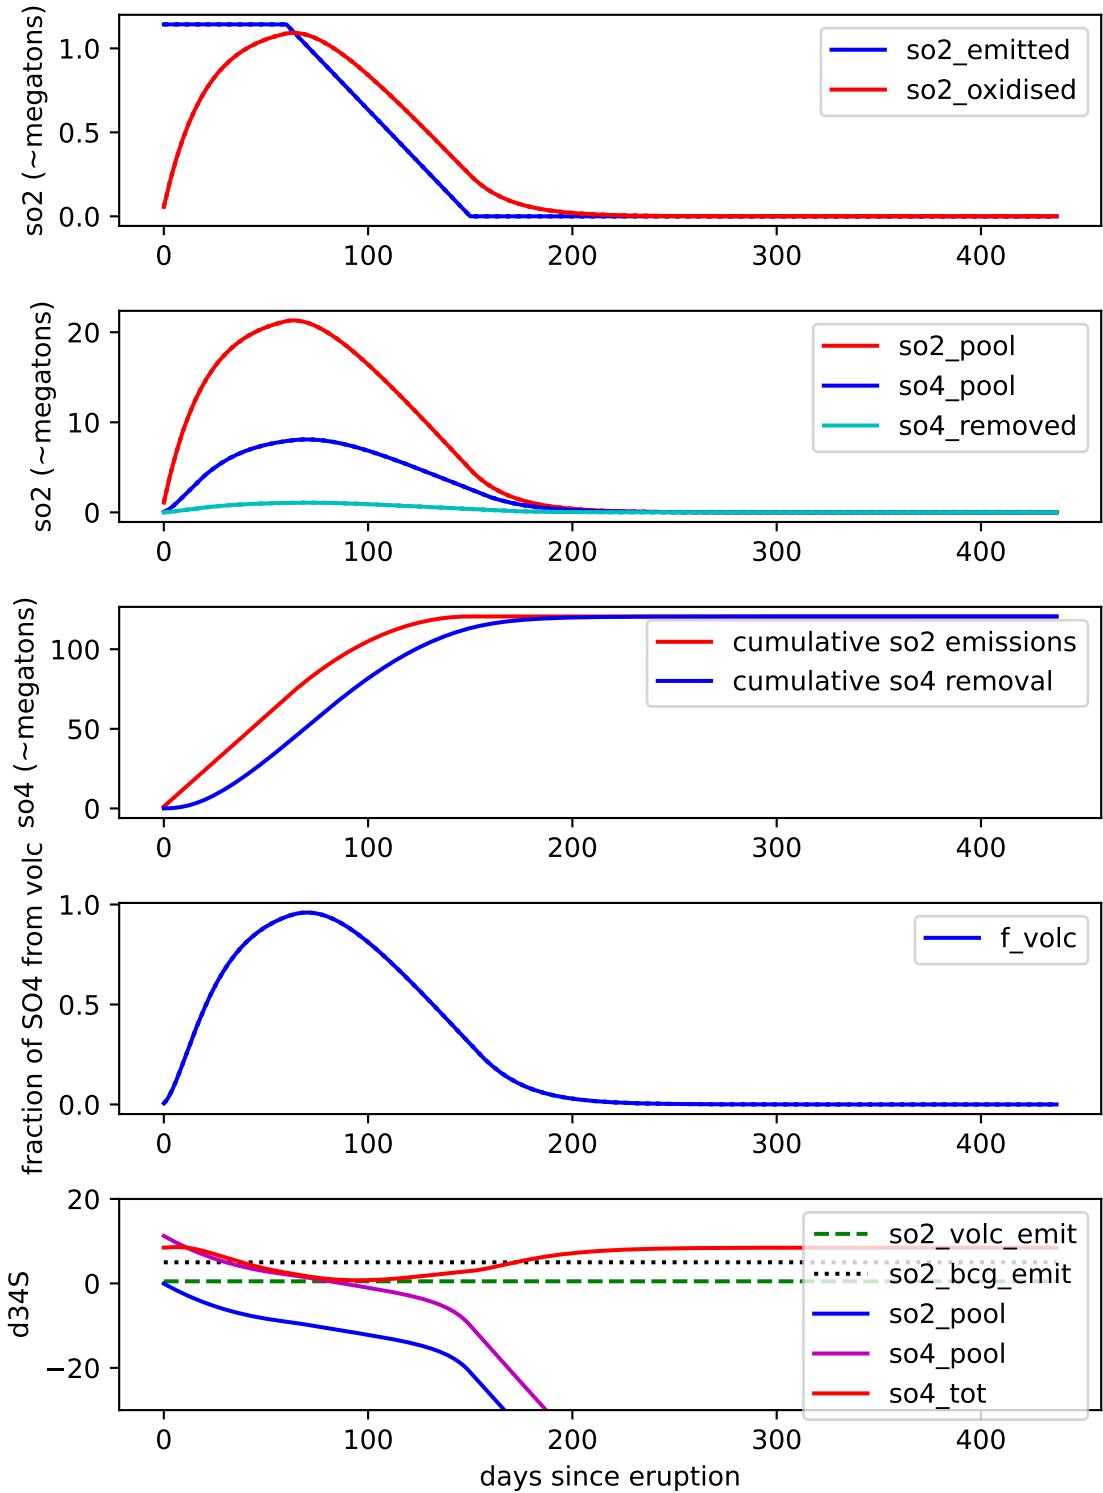 so2 (~megatons)
1.0
0.5
0.0
so2_emitted
so2_oxidised
0 100 200 300 400
so2 (~megatons)
20
10
0
so2_pool
so4_pool
so4_removed
0 100 200 300 400
so4 (~megatons)
100
50
0
cumulative so2 emissions
cumulative so4 removal
0 100 200 300 400
fraction of SO4 from volc
1.0
0.5
0.0
f_volc
0 100 200 300 400
d34S
20
0
−20
so2_volc_emit
so2_bcg_emit
so2_pool
so4_pool
so4_tot
0 100 200 300 400
days since eruption